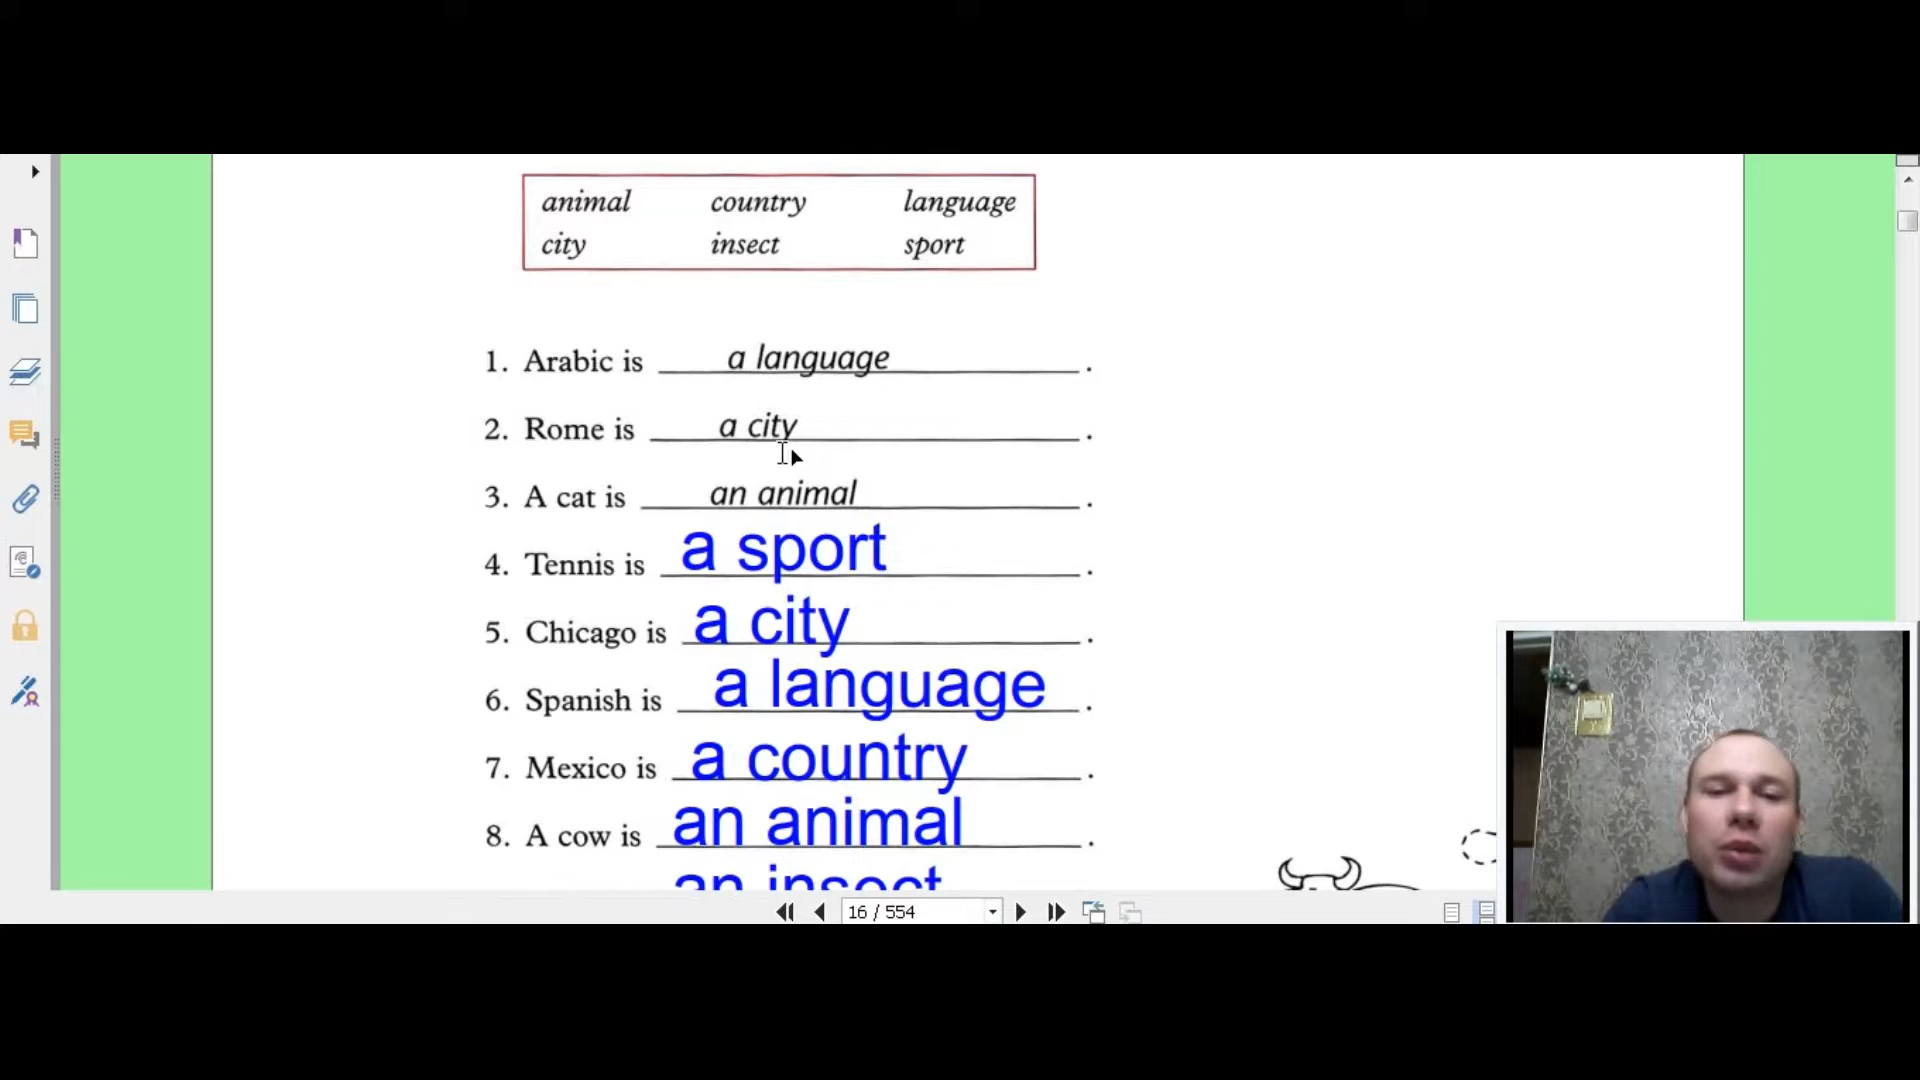 animal country language
city insect sport
1. Arabic is a language .
2. Rome is a city .
3. A cat is an animal .
4. Tennis is a sport .
5. Chicago is a city .
6. Spanish is a language .
7. Mexico is a country .
8. A cow is an animal .
an insect
16 / 554